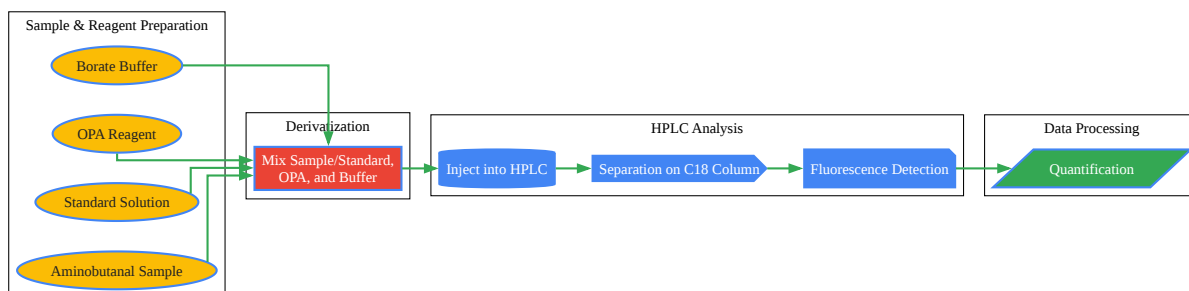 Sample & Reagent Preparation
Borate Buffer
OPA Reagent
Standard Solution
Aminobutanal Sample
Derivatization
Mix Sample/Standard,
OPA, and Buffer
HPLC Analysis
Inject into HPLC
Separation on C18 Column
Fluorescence Detection
Data Processing
Quantification